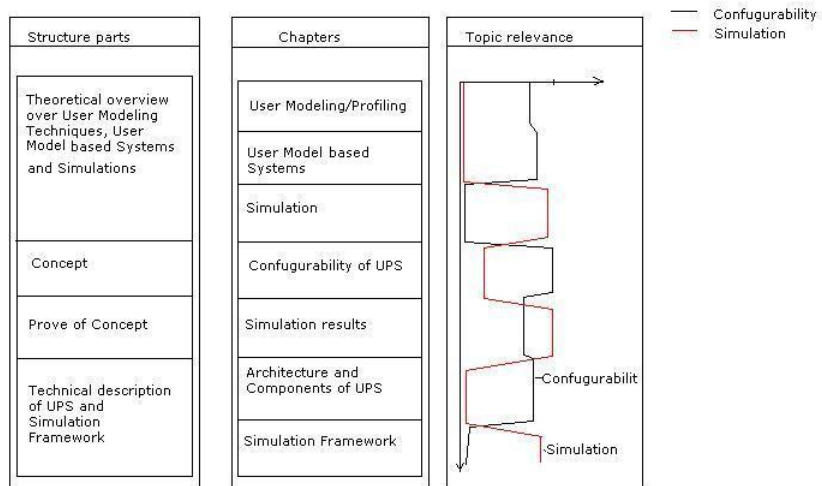 Confugurability
Simulation
Structure parts
Chapters
Topic relevance
Theoretical overview
over User Modeling
Techniques, User
Model based Systems
and Simulations
Concept
Prove of Concept
Technical description
of UPS and
Simulation
Framework
User Modeling/Profiling
User Model based
Systems
Simulation
Confugurability of UPS
Simulation results
Architecture and
Components of UPS
Simulation Framework
Confugurabilit
Simulation